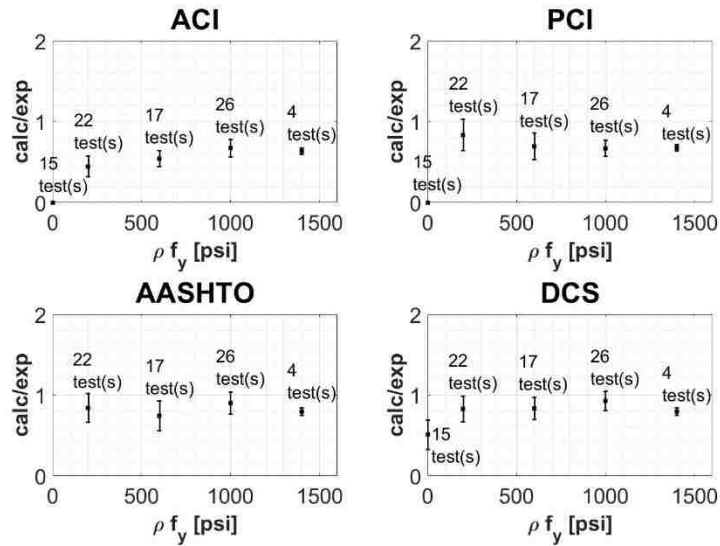 ACI
calc/exp
2
1
0
15
test(s)
22
test(s)
17
test(s)
26
test(s)
4
test(s)
0
500
1000
1500
ρ f_y [psi]
PCI
calc/exp
2
1
0
15
test(s)
22
test(s)
17
test(s)
26
test(s)
4
test(s)
0
500
1000
1500
ρ f_y [psi]
AASHTO
calc/exp
2
1
0
22
test(s)
17
test(s)
26
test(s)
4
test(s)
0
500
1000
1500
ρ f_y [psi]
DCS
calc/exp
2
1
0
15
test(s)
22
test(s)
17
test(s)
26
test(s)
4
test(s)
0
500
1000
1500
ρ f_y [psi]